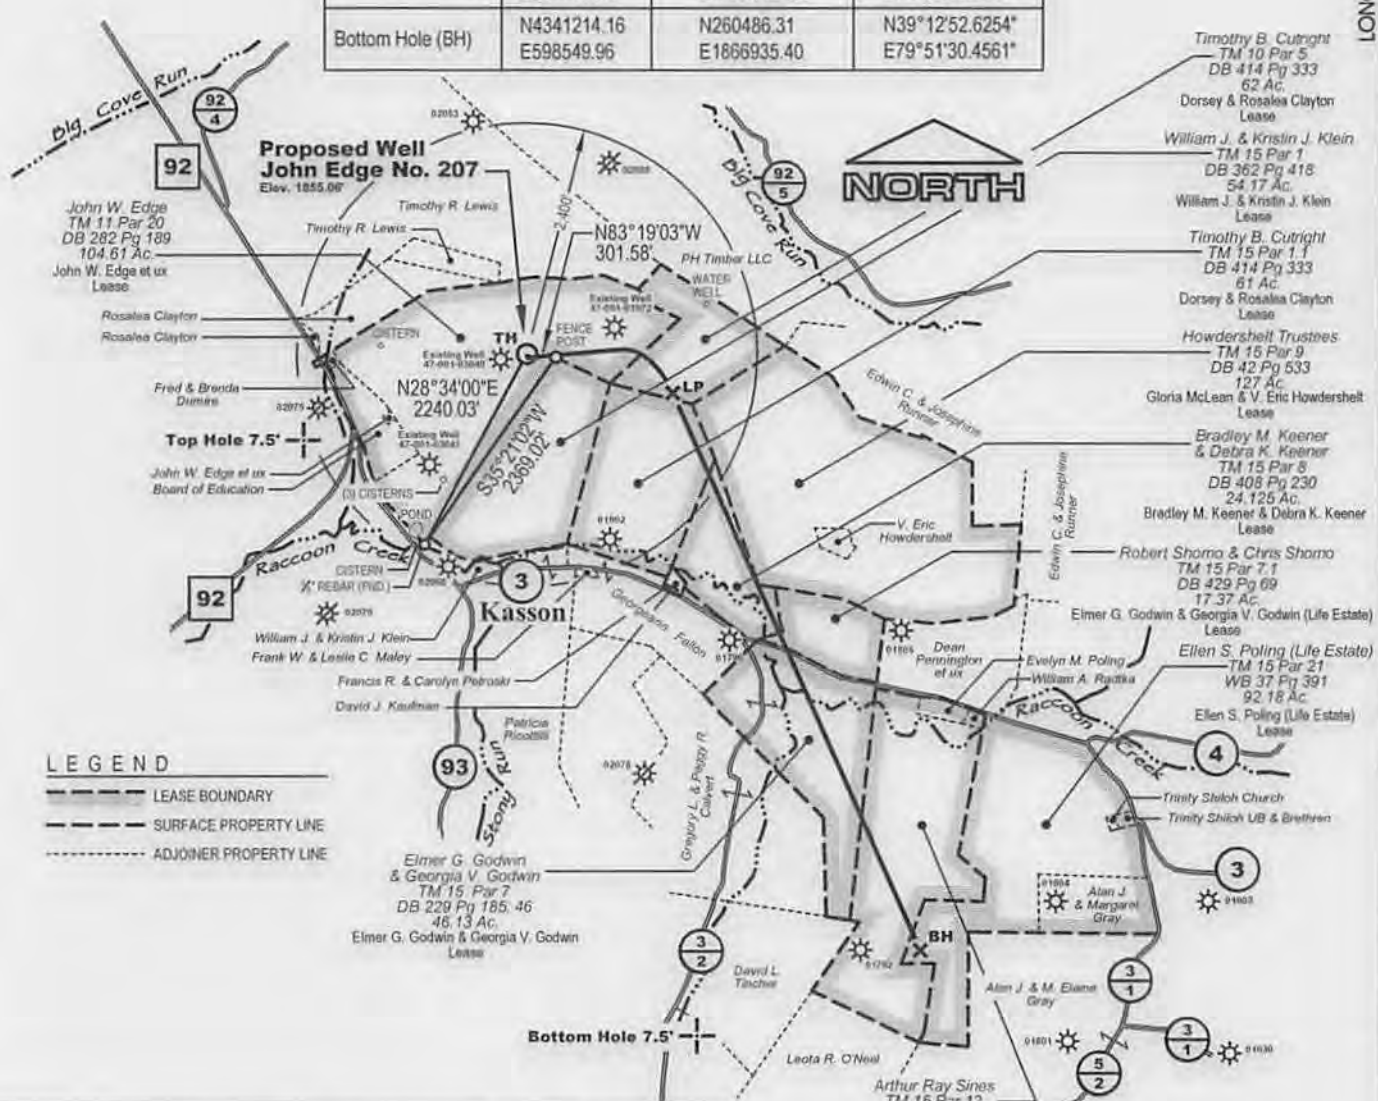 Bottom Hole (BH)
N4341214.16
E598549.96
N260486.31
E1866935.40
N39°12'52.6254"
E79°51'30.4561"
LON
Big Cove Run
92
4
92
Proposed Well
John Edge No. 207
Elev. 1855.06'
02053
2,400'
Timothy R. Lewis
Timothy R. Lewis
N83°19'03"W
301.58'
PH Timber LLC
WATER
WELL
Big Cove Run
92
5
NORTH
John W. Edge
TM 11 Par 20
DB 282 Pg 189
104.61 Ac.
John W. Edge et ux
Lease
Rosalea Clayton
Rosalea Clayton
CISTERN
TH
FENCE
POST
Existing Well
Existing Well
LP
Fred & Brenda
Dumire
02075
N28°34'00"E
2240.03'
S35°21'02"W
2369.02'
Existing Well
Top Hole 7.5'
John W. Edge et ux
Board of Education
(3) CISTERNS
POND
Raccoon Creek
CISTERN
REBAR (FND.)
92
3
Kasson
William J. & Kristin J. Klein
Frank W. & Leslie C. Maley
Francis R. & Carolyn Petroski
David J. Kaufman
Georgeann Fallon
Edwin C. & Josephine
Runner
Edwin C. & Josephine
Runner
V. Eric
Howdershelt
Dean
Pennington
et ux
Evelyn M. Poling
William A. Radtka
Raccoon Creek
4
Timothy B. Cutright
TM 10 Par 5
DB 414 Pg 333
62 Ac.
Dorsey & Rosalea Clayton
Lease
William J. & Kristin J. Klein
TM 15 Par 1
DB 362 Pg 418
54.17 Ac.
William J. & Kristin J. Klein
Lease
Timothy B. Cutright
TM 15 Par 1.1
DB 414 Pg 333
61 Ac.
Dorsey & Rosalea Clayton
Lease
Howdershelt Trustees
TM 15 Par 9
DB 42 Pg 533
127 Ac.
Gloria McLean & V. Eric Howdershelt
Lease
Bradley M. Keener
& Debra K. Keener
TM 15 Par 8
DB 408 Pg 230
24.125 Ac.
Bradley M. Keener & Debra K. Keener
Lease
Robert Shomo & Chris Shomo
TM 15 Par 7.1
DB 429 Pg 69
17.37 Ac.
Elmer G. Godwin & Georgia V. Godwin (Life Estate)
Lease
Ellen S. Poling (Life Estate)
TM 15 Par 21
WB 37 Pg 391
92.18 Ac.
Ellen S. Poling (Life Estate)
Lease
Trinity Shiloh Church
Trinity Shiloh UB & Brethren
3
01603
01604
Alan J.
& Margaret
Gray
LEGEND
LEASE BOUNDARY
SURFACE PROPERTY LINE
ADJOINER PROPERTY LINE
93
Stony Run
02078
Gregory L. & Peggy R.
Calvert
Elmer G. Godwin
& Georgia V. Godwin
TM 15, Par 7
DB 229 Pg 185, 46
46.13 Ac.
Elmer G. Godwin & Georgia V. Godwin
Lease
3
2
David L.
Tincher
01792
BH
Alan J. & M. Elaine
Gray
3
1
Bottom Hole 7.5'
Leota R. O'Neal
01601
3
1
5
2
Arthur Ray Sines